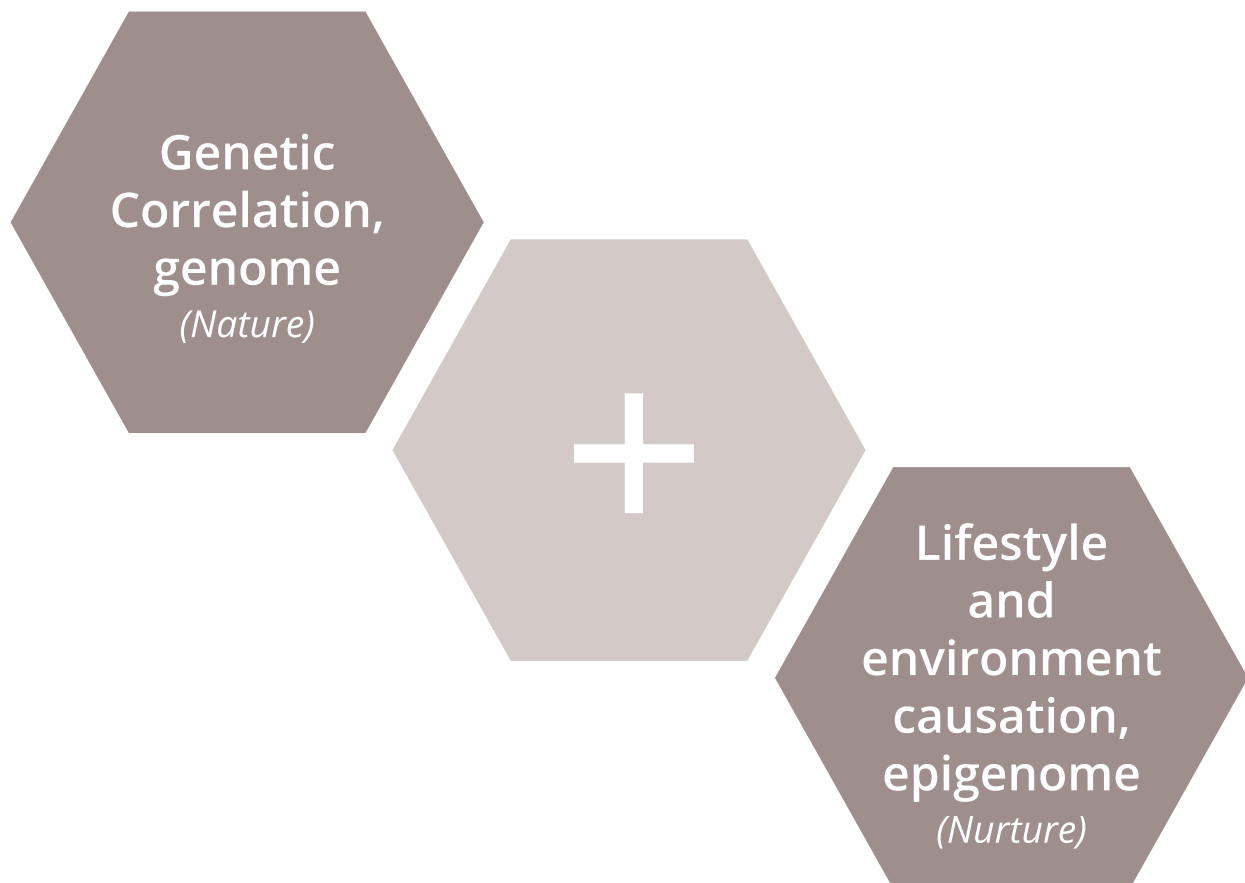 Genetic
Correlation,
genome
(Nature)
+
Lifestyle
and
environment
causation,
epigenome
(Nurture)